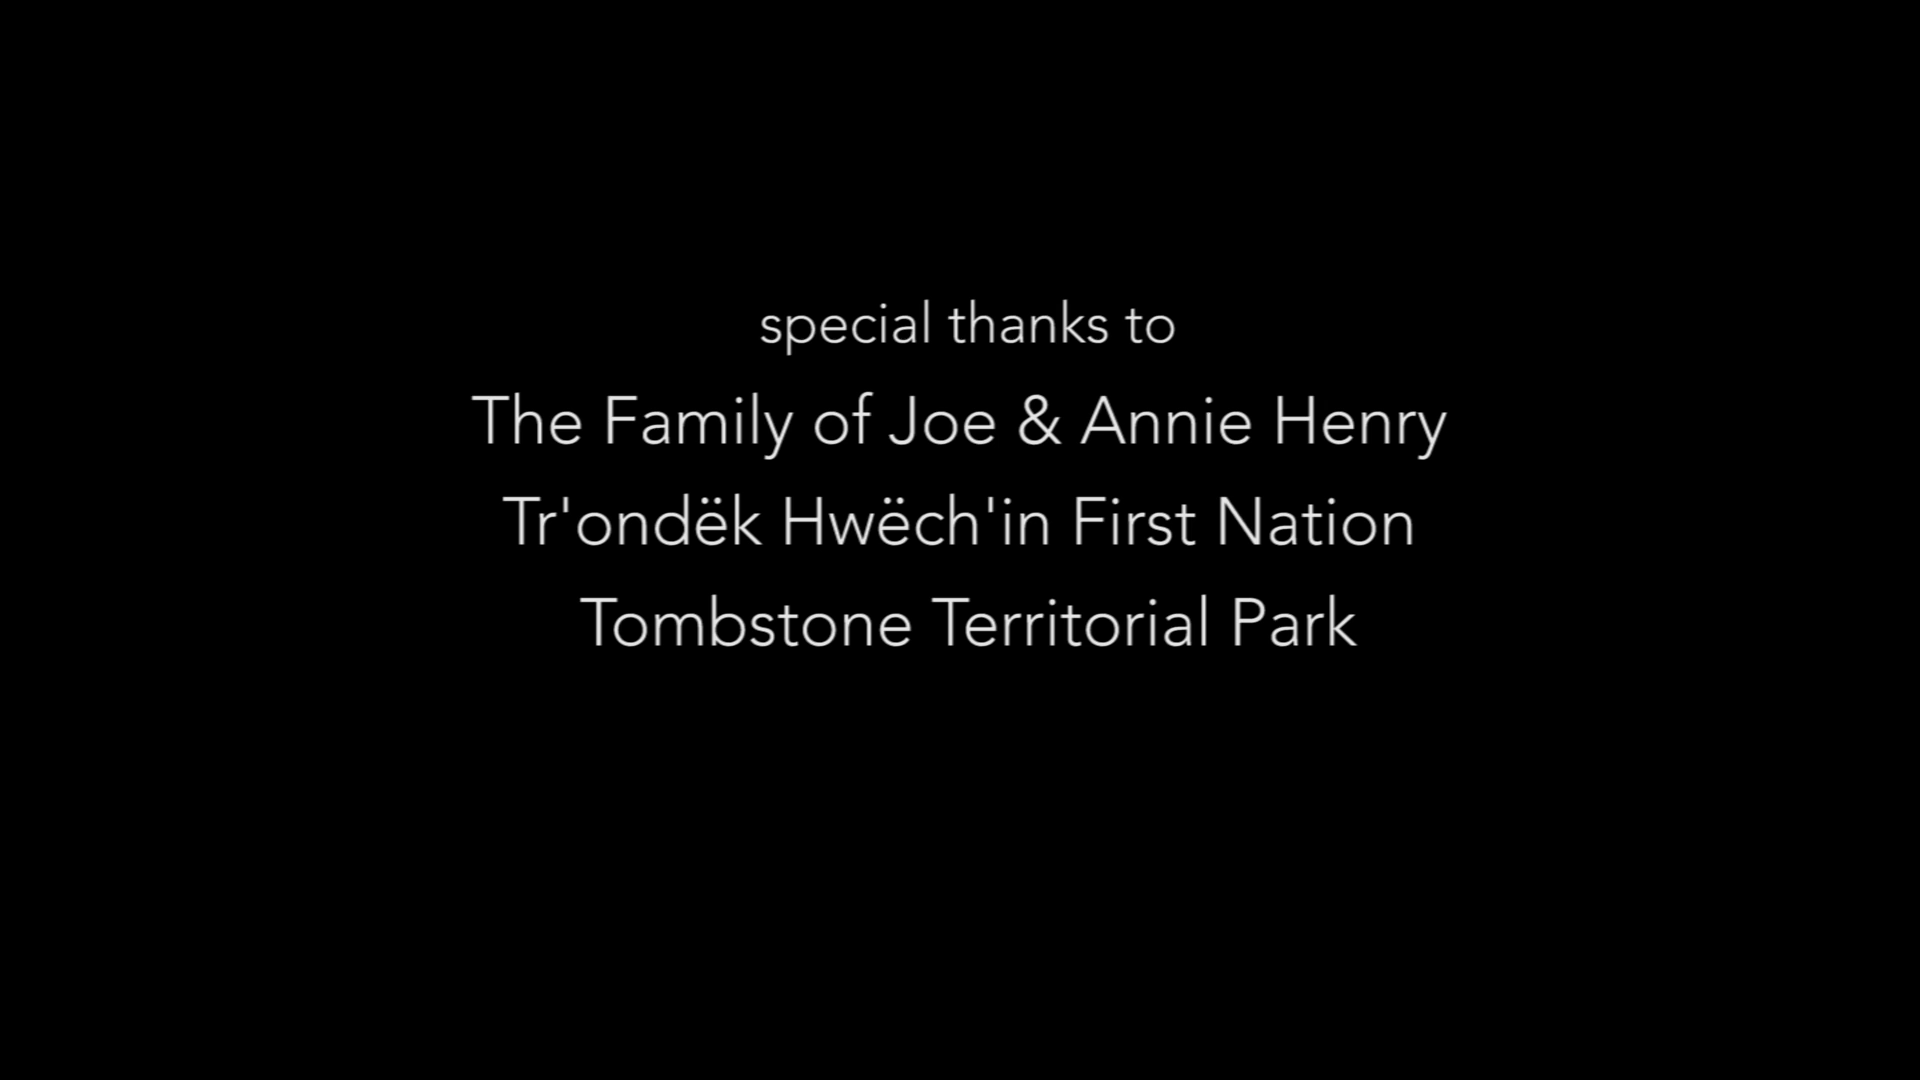 special thanks to
The Family of Joe & Annie Henry
Tr'ondëk Hwëch'in First Nation
Tombstone Territorial Park